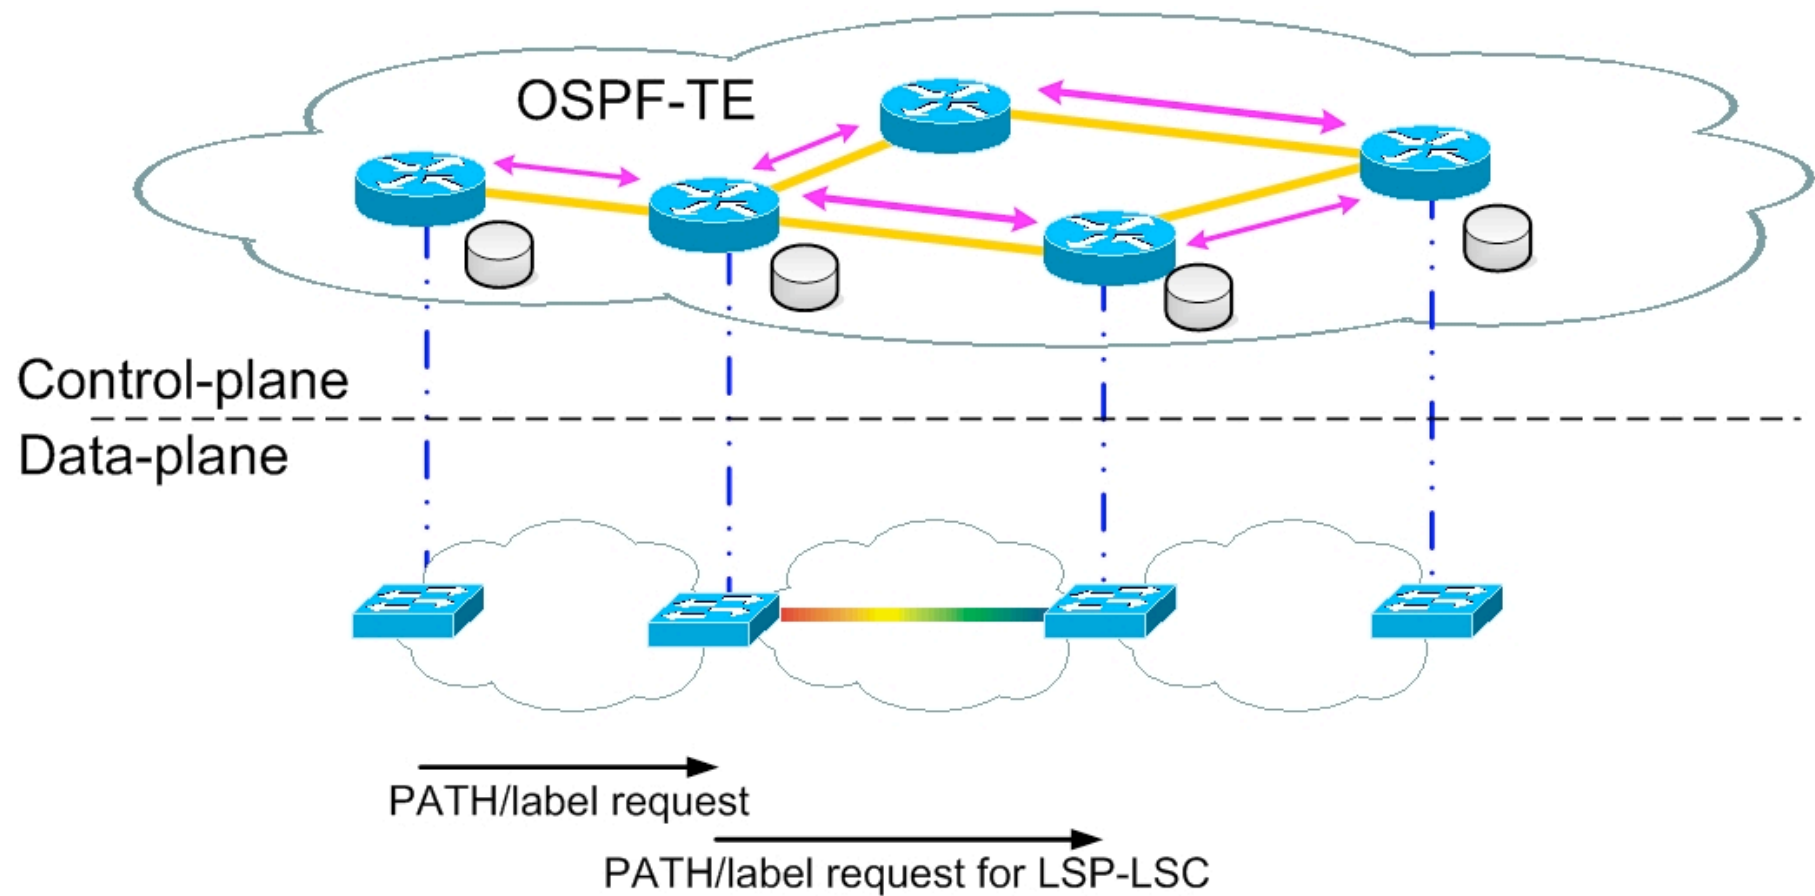 OSPF-TE
Control-plane
Data-plane
PATH/label request
PATH/label request for LSP-LSC